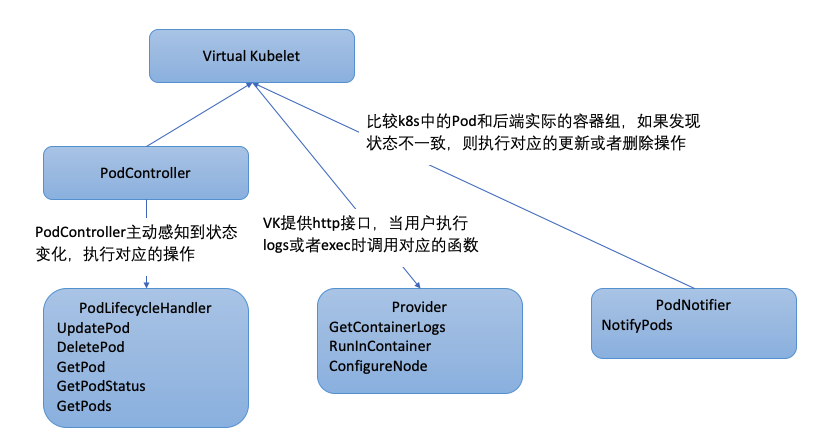 Virtual Kubelet
比较k8s中的Pod和后端实际的容器组，如果发现
状态不一致，则执行对应的更新或者删除操作
PodController
PodController主动感知到状态
变化，执行对应的操作
VK提供http接口，当用户执行
logs或者exec时调用对应的函数
PodLifecycleHandler
UpdatePod
DeletePod
GetPod
GetPodStatus
GetPods
Provider
GetContainerLogs
RunInContainer
ConfigureNode
PodNotifier
NotifyPods